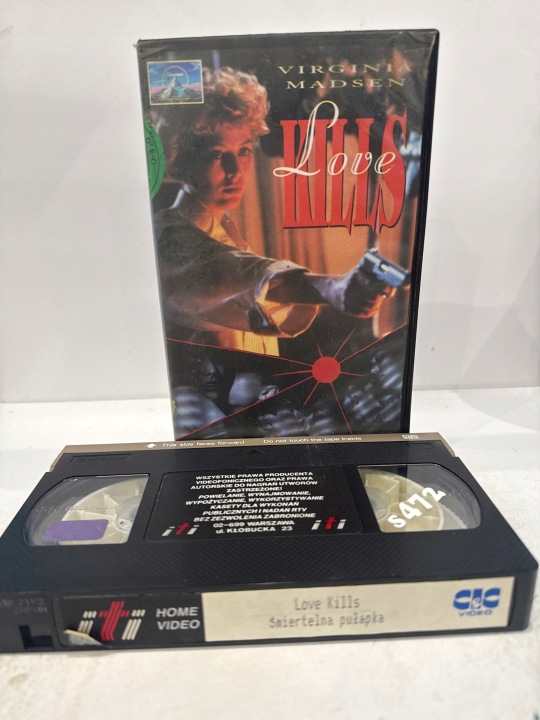 VIRGINIA
MADSEN
Love
KILLS
This side faces forward Do not touch the tape inside
VHS
WSZYSTKIE PRAWA PRODUCENTA
VIDEOFONICZNEGO ORAZ PRAWA
AUTORSKIE DO NAGRAŃ UTWORÓW
ZASTRZEŻONE!
POWIELANIE, WYNAJMOWANIE,
WYPOŻYCZANIE, WYKORZYSTYWANIE
KASETY DLA WYKONAŃ
PUBLICZNYCH I NADAŃ RTV
BEZ ZEZWOLENIA ZABRONIONE
iti 02-699 WARSZAWA iti
ul. KŁOBUCKA 23
S472
iti HOME
VIDEO
Love Kills
Śmiertelna pułapka
CIC
VIDEO